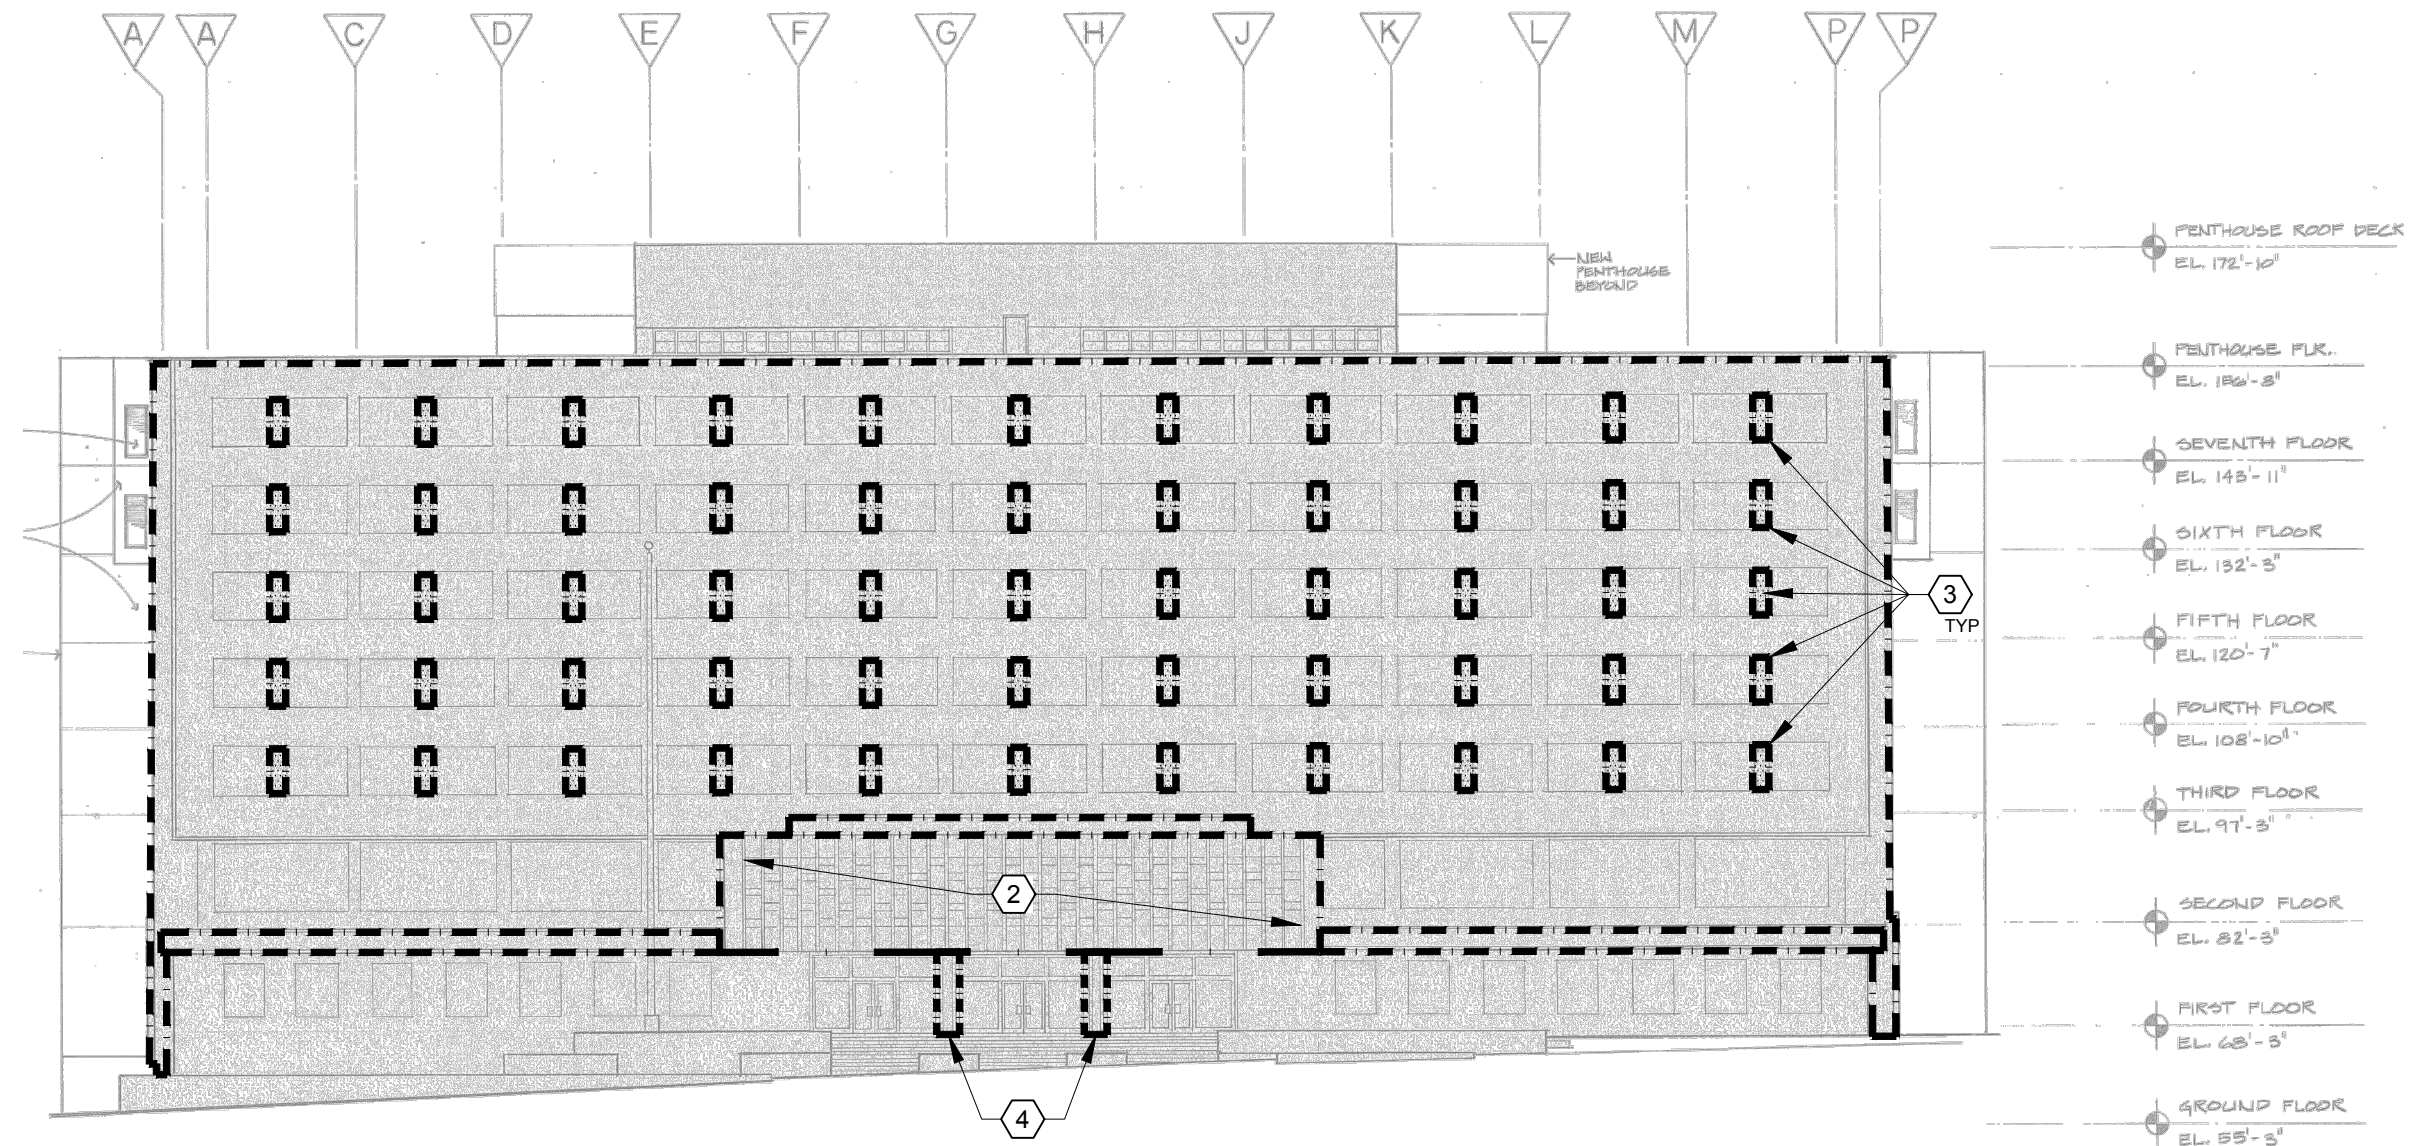 A A C D E F G H J K L M P P
PENTHOUSE ROOF DECK
EL. 172'-10"
NEW
PENTHOUSE
BEYOND
PENTHOUSE FLR.
EL. 156'-8"
SEVENTH FLOOR
EL. 143'-11"
SIXTH FLOOR
EL. 132'-3"
3
TYP
FIFTH FLOOR
EL. 120'-7"
FOURTH FLOOR
EL. 108'-10"
THIRD FLOOR
EL. 97'-3"
2
SECOND FLOOR
EL. 82'-3"
FIRST FLOOR
EL. 68'-3"
4
GROUND FLOOR
EL. 55'-3"